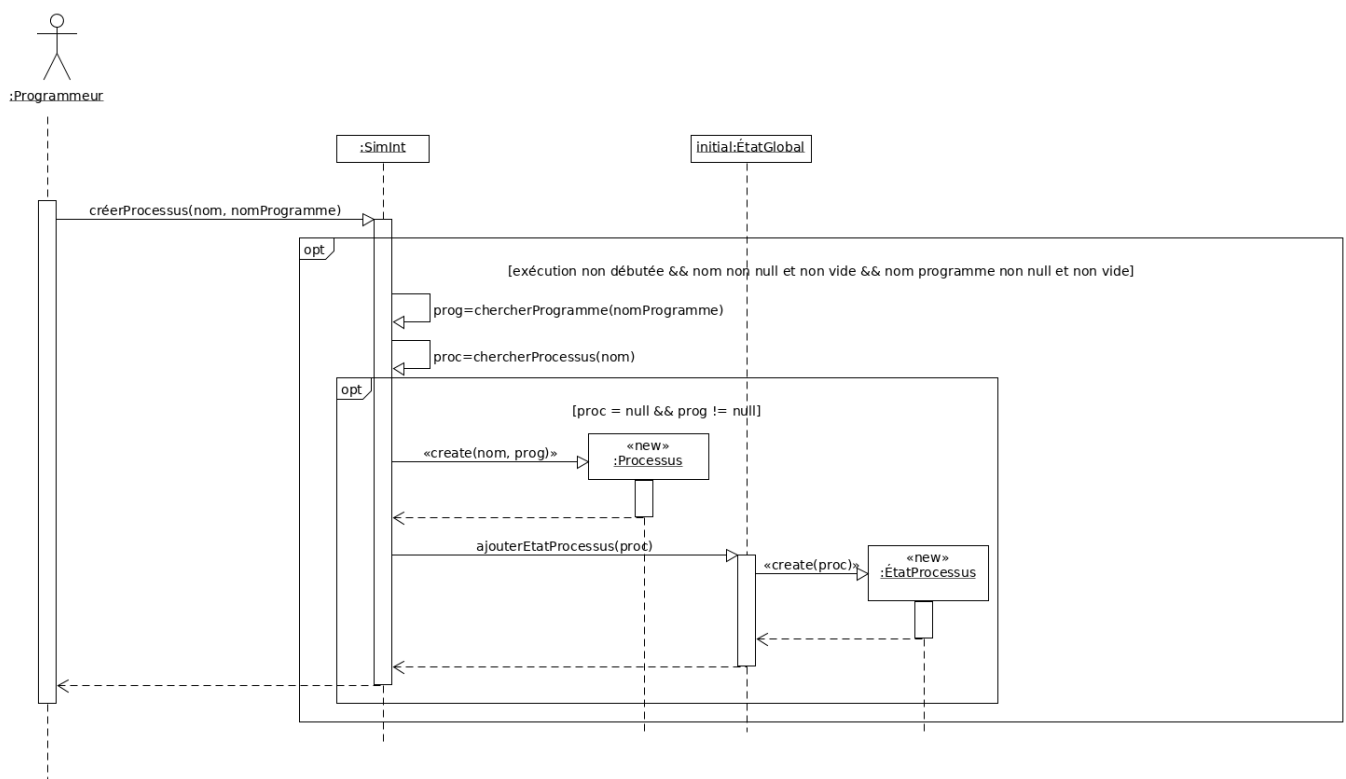 :Programmeur
:SimInt
initial:ÉtatGlobal
créerProcessus(nom, nomProgramme)
opt
[exécution non débutée && nom non null et non vide && nom programme non null et non vide]
prog=chercherProgramme(nomProgramme)
proc=chercherProcessus(nom)
opt
[proc = null && prog != null]
«new»
:Processus
«create(nom, prog)»
ajouterEtatProcessus(proc)
«new»
:ÉtatProcessus
«create(proc)»